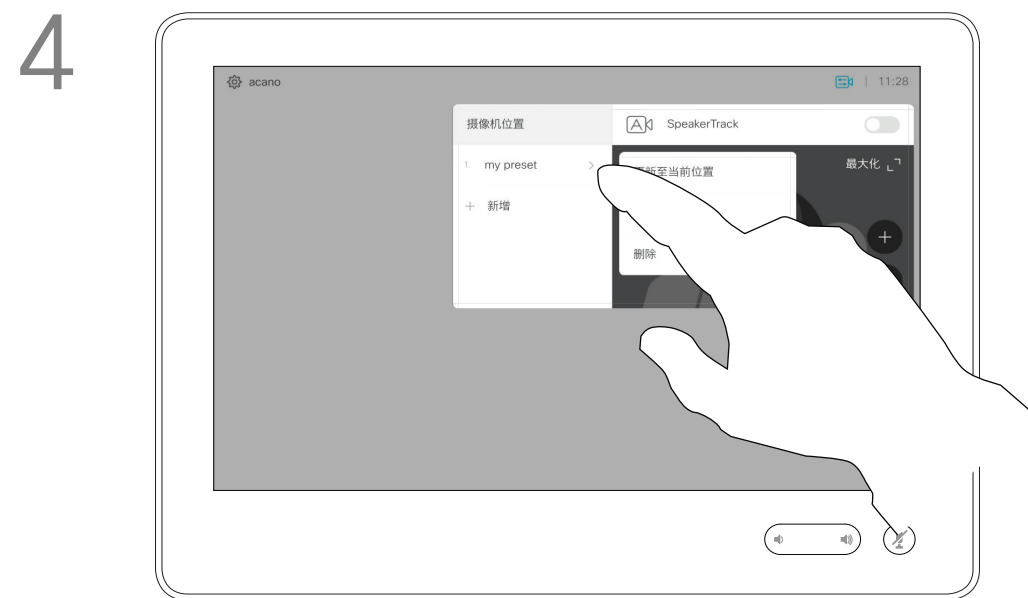 4
acano
11:28
摄像机位置
SpeakerTrack
1 my preset
新至当前位置
最大化
+ 新增
+
删除